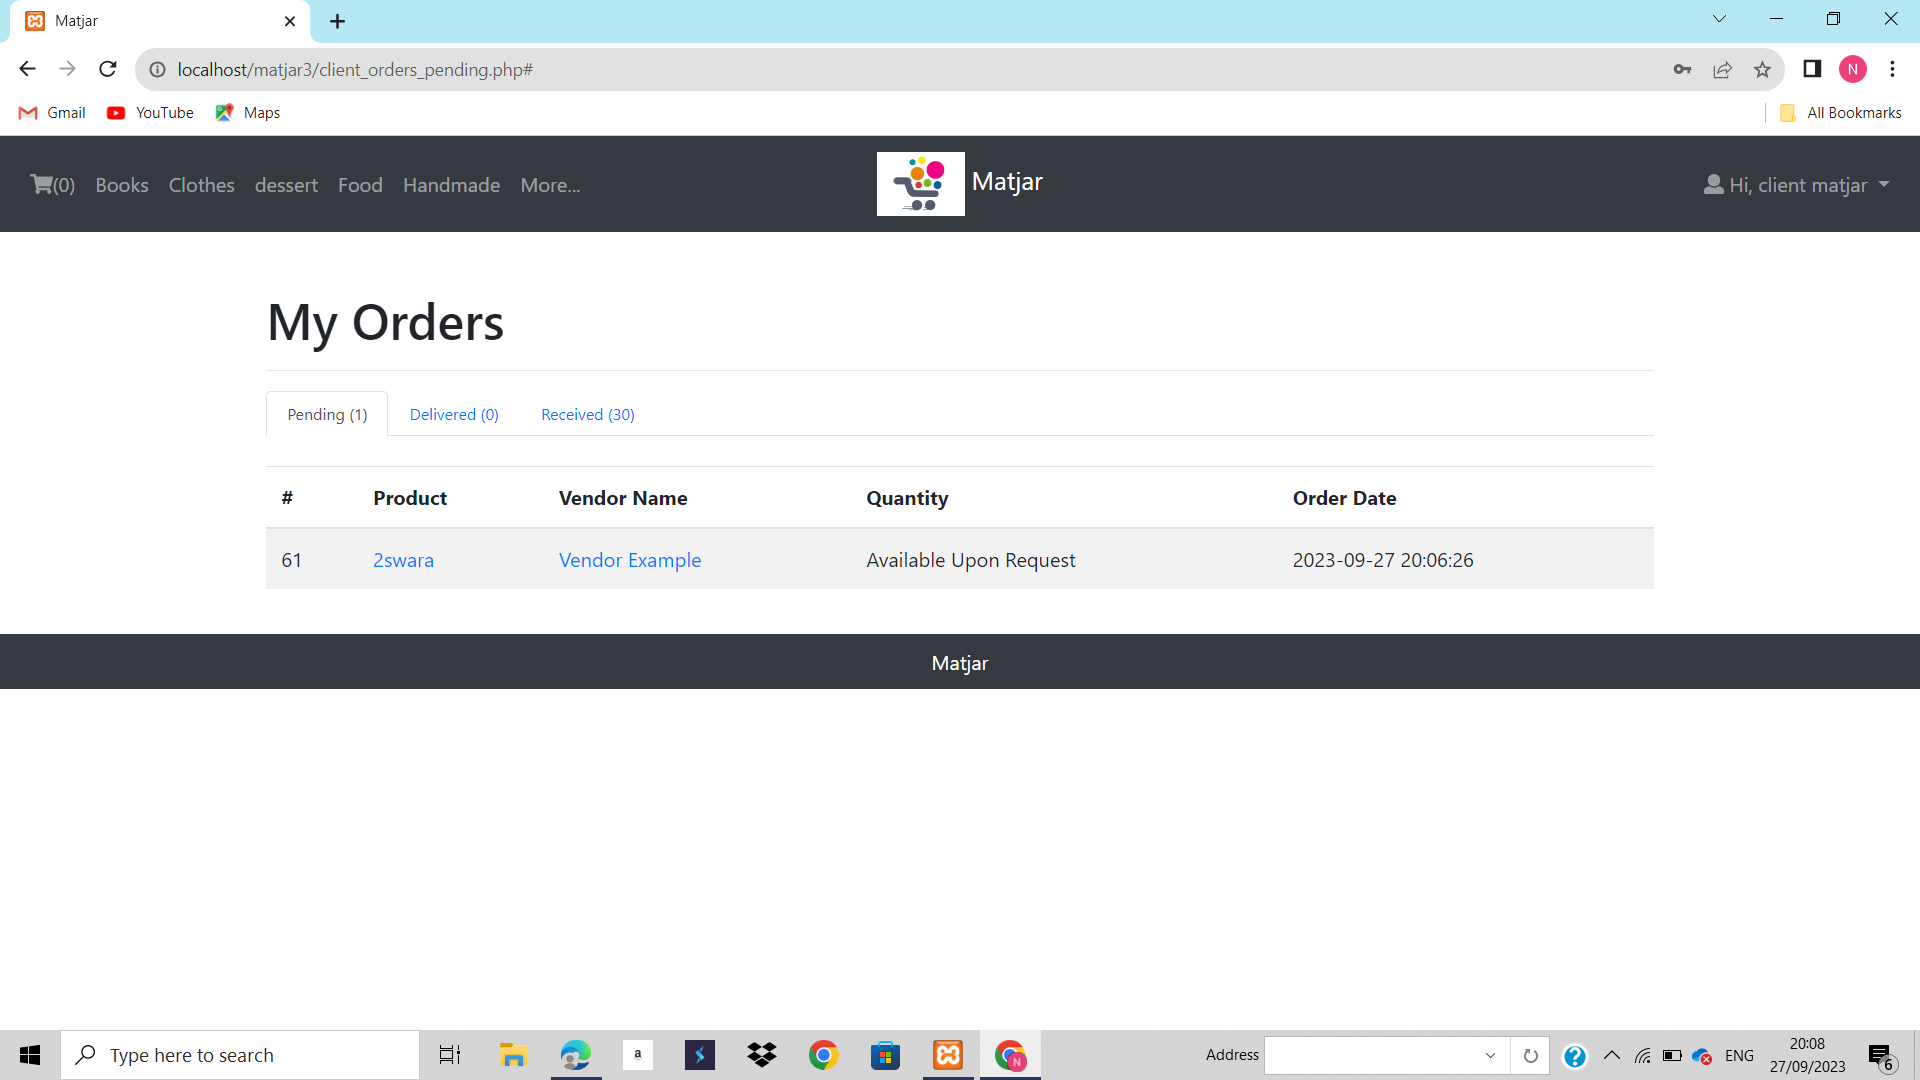 Matjar
localhost/matjar3/client_orders_pending.php#
N
Gmail YouTube Maps All Bookmarks
(0) Books Clothes dessert Food Handmade More... Matjar Hi, client matjar
My Orders
Pending (1) Delivered (0) Received (30)
# Product Vendor Name Quantity Order Date
61 2swara Vendor Example Available Upon Request 2023-09-27 20:06:26
Matjar
Type here to search a N Address ENG 20:08
27/09/2023 6